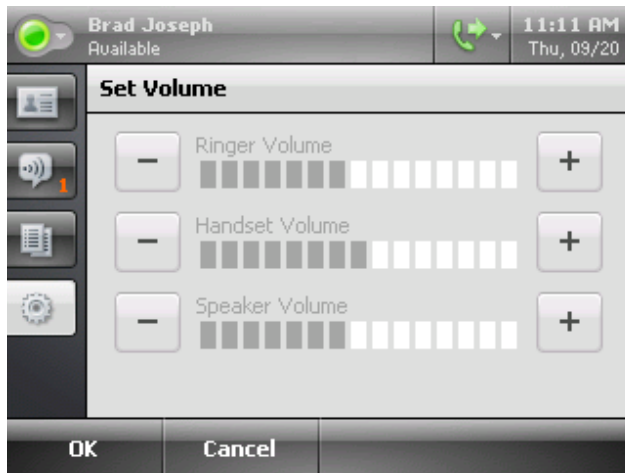 Brad Joseph
Available
11:11 AM
Thu, 09/20
Set Volume
1
Ringer Volume
Handset Volume
Speaker Volume
OK
Cancel